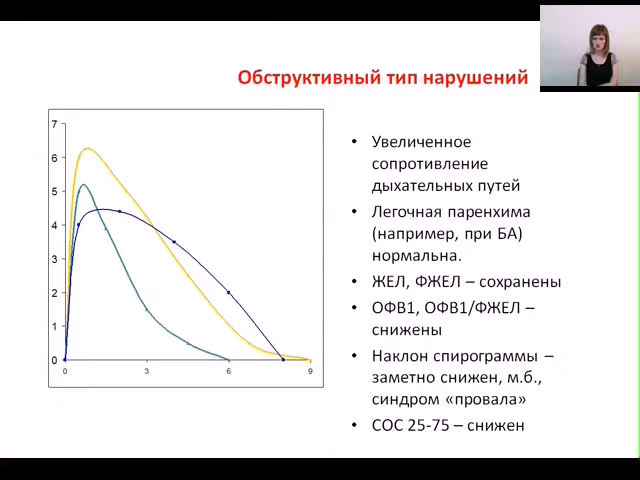 Обструктивный тип нарушений
7
6
5
4
3
2
1
0
0 3 6 9
• Увеличенное
сопротивление
дыхательных путей
• Легочная паренхима
(например, при БА)
нормальна.
• ЖЕЛ, ФЖЕЛ – сохранены
• ОФВ1, ОФВ1/ФЖЕЛ –
снижены
• Наклон спирограммы –
заметно снижен, м.б.,
синдром «провала»
• СОС 25-75 – снижен